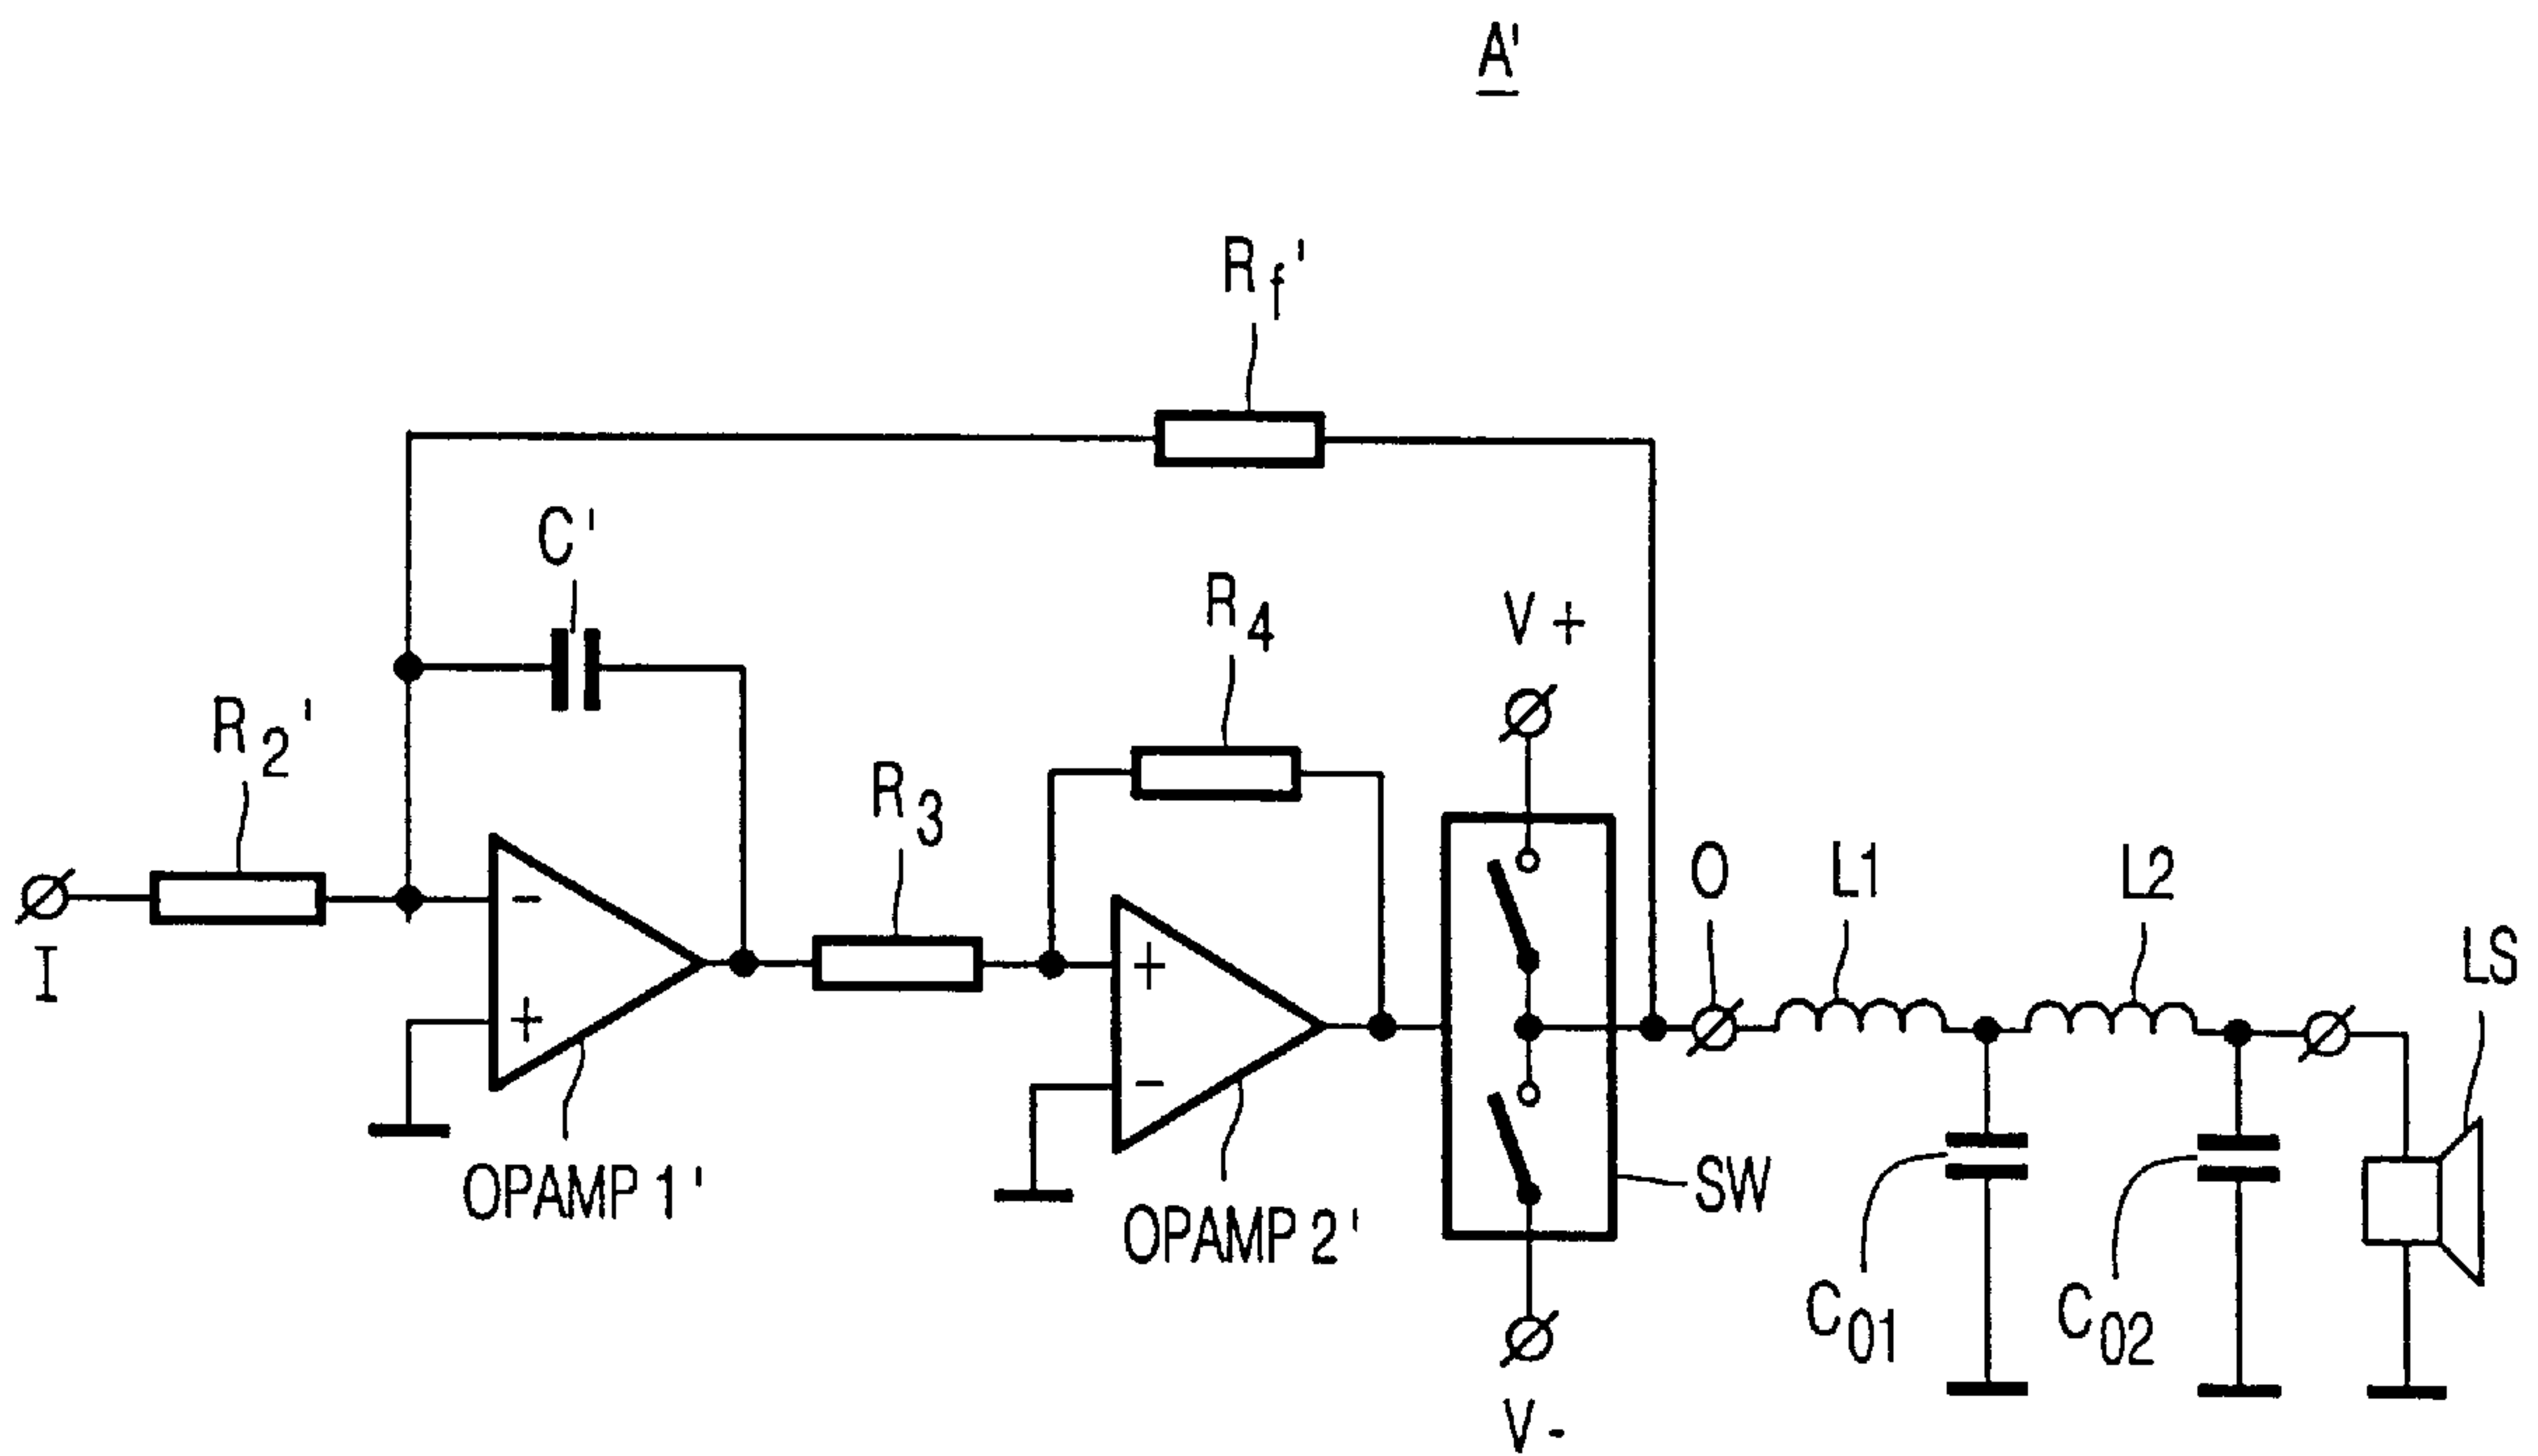 A'
Rf'
C'
R4
V+
R2'
R3
-
+
+
-
I
O
L1
L2
LS
OPAMP 1'
OPAMP 2'
SW
C01
C02
V-